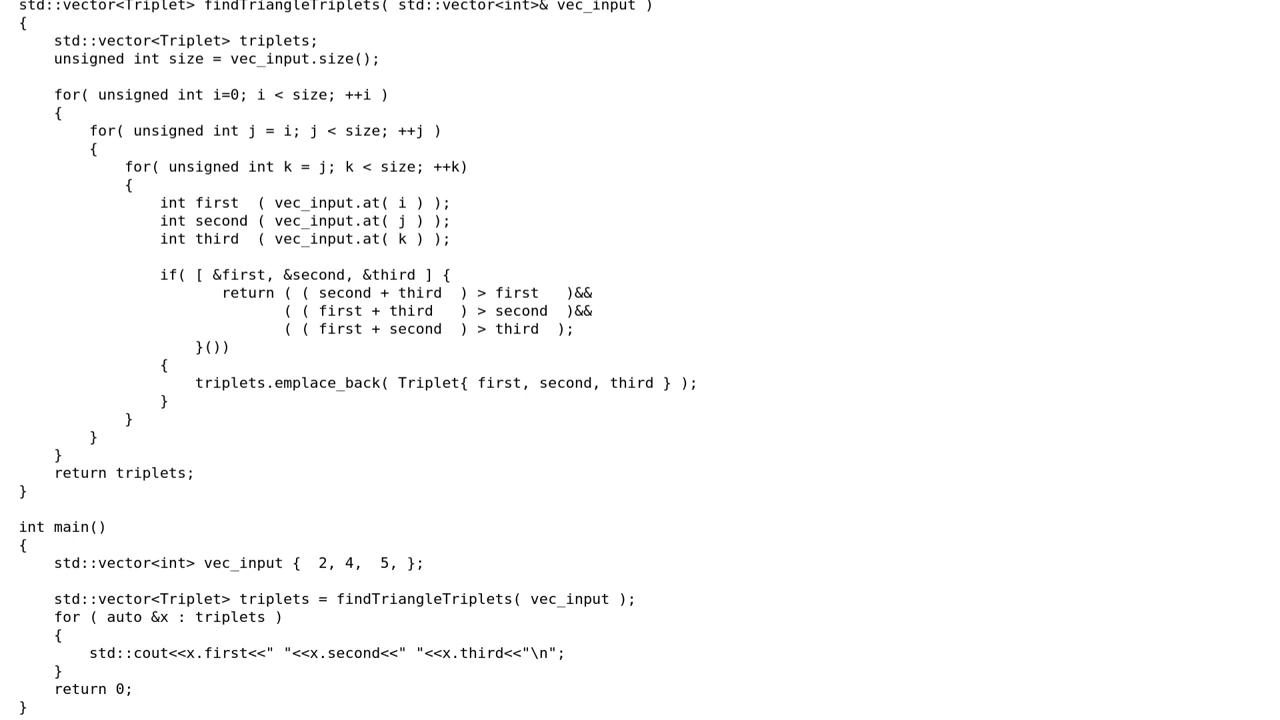 std::vector<Triplet> findTriangleTriplets( std::vector<int>& vec_input )
{
    std::vector<Triplet> triplets;
    unsigned int size = vec_input.size();

    for( unsigned int i=0; i < size; ++i )
    {
        for( unsigned int j = i; j < size; ++j )
        {
            for( unsigned int k = j; k < size; ++k)
            {
                int first  ( vec_input.at( i ) );
                int second ( vec_input.at( j ) );
                int third  ( vec_input.at( k ) );

                if( [ &first, &second, &third ] {
                       return ( ( second + third  ) > first   )&&
                              ( ( first + third   ) > second  )&&
                              ( ( first + second  ) > third  );
                    }())
                {
                    triplets.emplace_back( Triplet{ first, second, third } );
                }
            }
        }
    }
    return triplets;
}

int main()
{
    std::vector<int> vec_input {  2, 4,  5, };

    std::vector<Triplet> triplets = findTriangleTriplets( vec_input );
    for ( auto &x : triplets )
    {
        std::cout<<x.first<<" "<<x.second<<" "<<x.third<<"\n";
    }
    return 0;
}